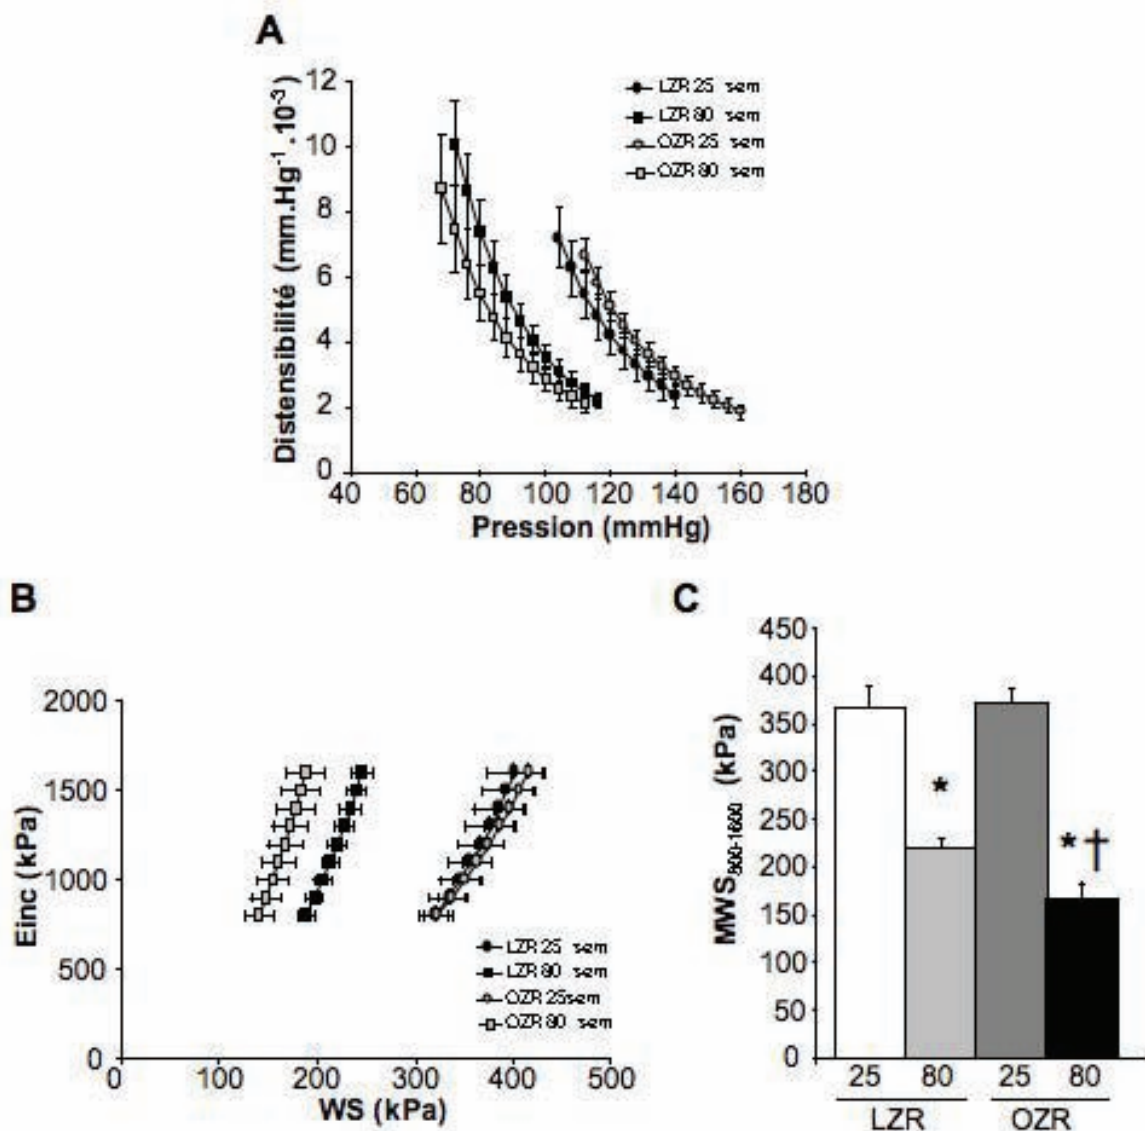 A
Distensibilité (mm.Hg⁻¹.10⁻³)
12
10
8
6
4
2
0
40 60 80 100 120 140 160 180
Pression (mmHg)
LZR 25 sem
LZR 80 sem
OZR 25 sem
OZR 80 sem
B
Einc (kPa)
2000
1500
1000
500
0
0 100 200 300 400 500
WS (kPa)
LZR 25 sem
LZR 80 sem
OZR 25sem
OZR 80 sem
C
MWS800-1600 (kPa)
450
400
350
300
250
200
150
100
50
0
*
* †
25 80 25 80
LZR OZR